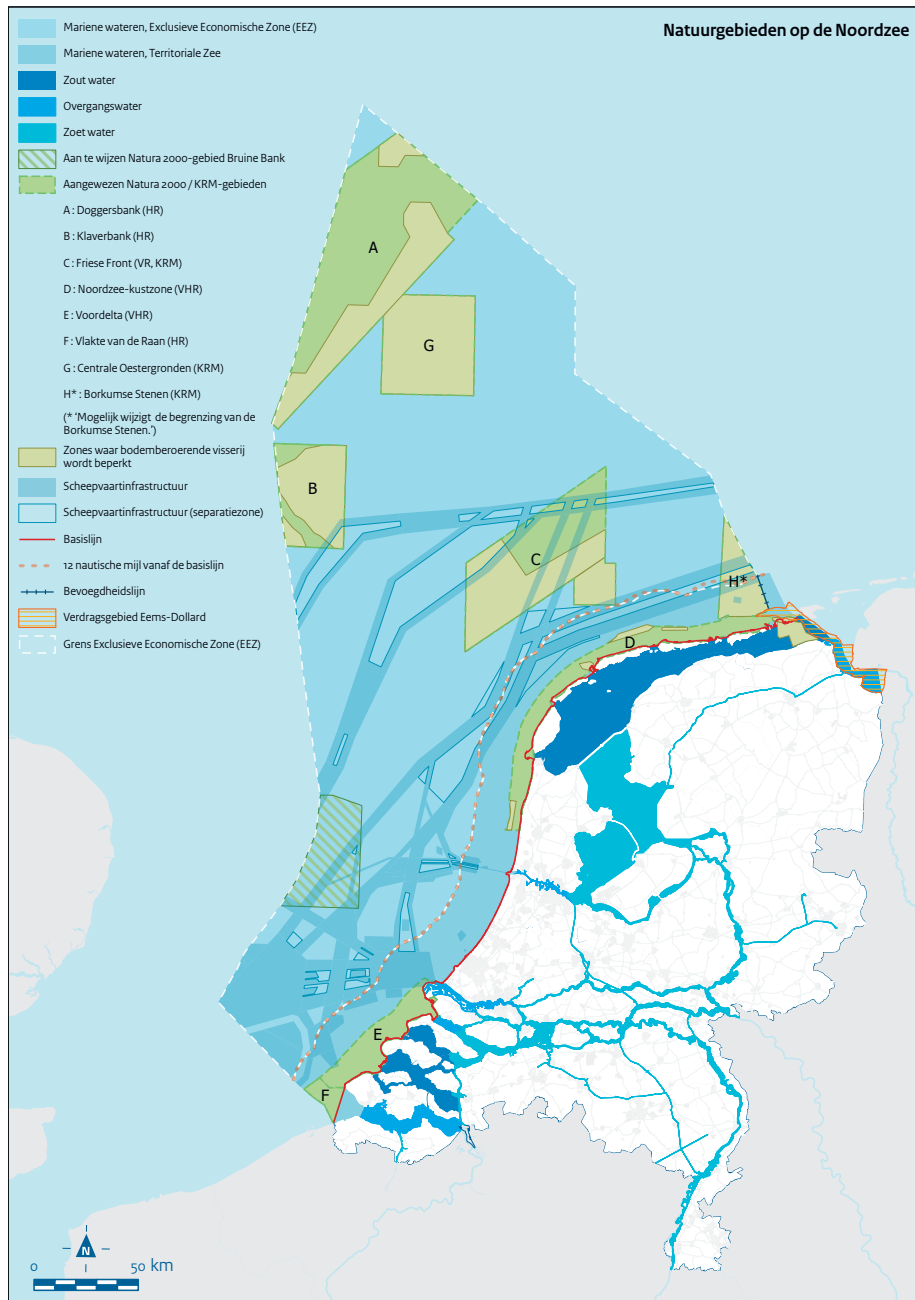 Natuurgebieden op de Noordzee
Mariene wateren, Exclusieve Economische Zone (EEZ)
Mariene wateren, Territoriale Zee
Zout water
Overgangswater
Zoet water
Aan te wijzen Natura 2000-gebied Bruine Bank
Aangewezen Natura 2000 / KRM-gebieden
A : Doggersbank (HR)
B : Klaverbank (HR)
C : Friese Front (VR, KRM)
D : Noordzee-kustzone (VHR)
E : Voordelta (VHR)
F : Vlakte van de Raan (HR)
G : Centrale Oestergronden (KRM)
H* : Borkumse Stenen (KRM)
(* 'Mogelijk wijzigt de begrenzing van de
Borkumse Stenen.')
Zones waar bodemberoerende visserij
wordt beperkt
Scheepvaartinfrastructuur
Scheepvaartinfrastructuur (separatiezone)
Basislijn
12 nautische mijl vanaf de basislijn
Bevoegdheidslijn
Verdragsgebied Eems-Dollard
Grens Exclusieve Economische Zone (EEZ)
A
G
B
C
H*
D
E
F
N
0 50 km